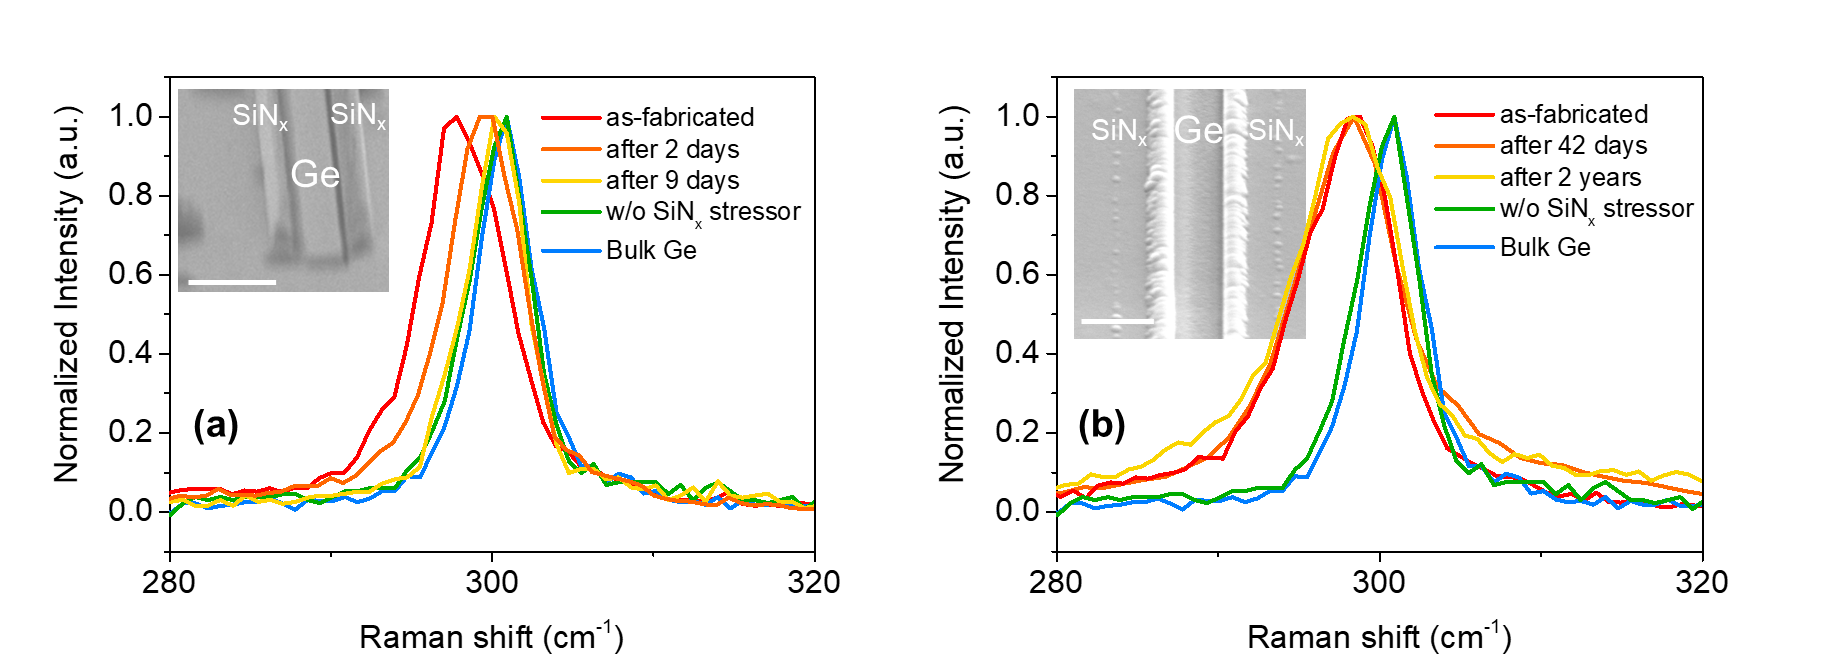 Normalized Intensity (a.u.)
1.0
0.8
0.6
0.4
0.2
0.0
SiNx
SiNx
Ge
as-fabricated
after 2 days
after 9 days
w/o SiNx stressor
Bulk Ge
(a)
280
300
320
Raman shift (cm-1)
Normalized Intensity (a.u.)
1.0
0.8
0.6
0.4
0.2
0.0
SiNx
Ge
SiNx
as-fabricated
after 42 days
after 2 years
w/o SiNx stressor
Bulk Ge
(b)
280
300
320
Raman shift (cm-1)